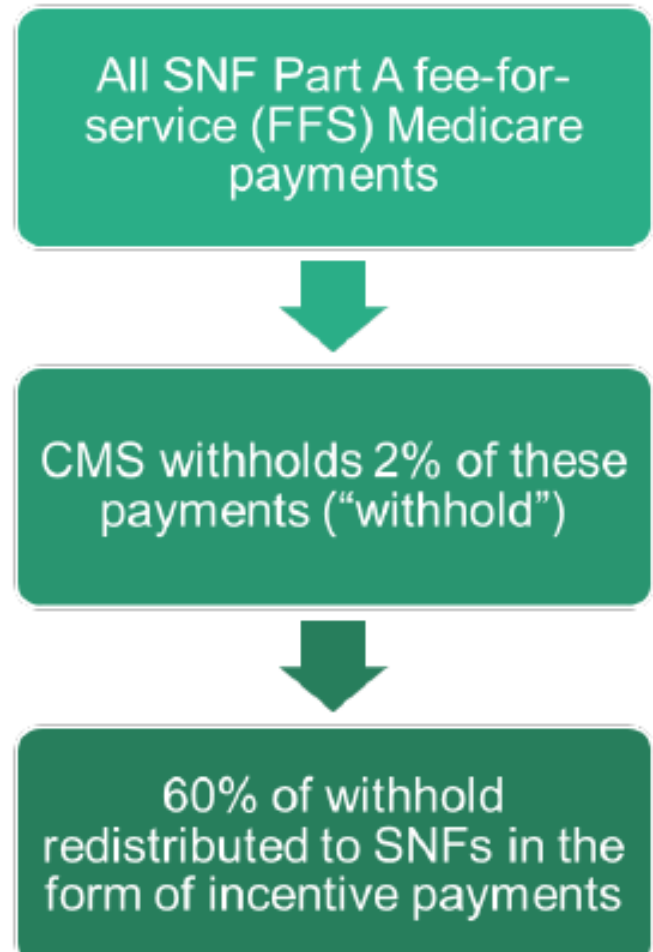 All SNF Part A fee-for-
service (FFS) Medicare
payments
CMS withholds 2% of these
payments (“withhold”)
60% of withhold
redistributed to SNFs in the
form of incentive payments